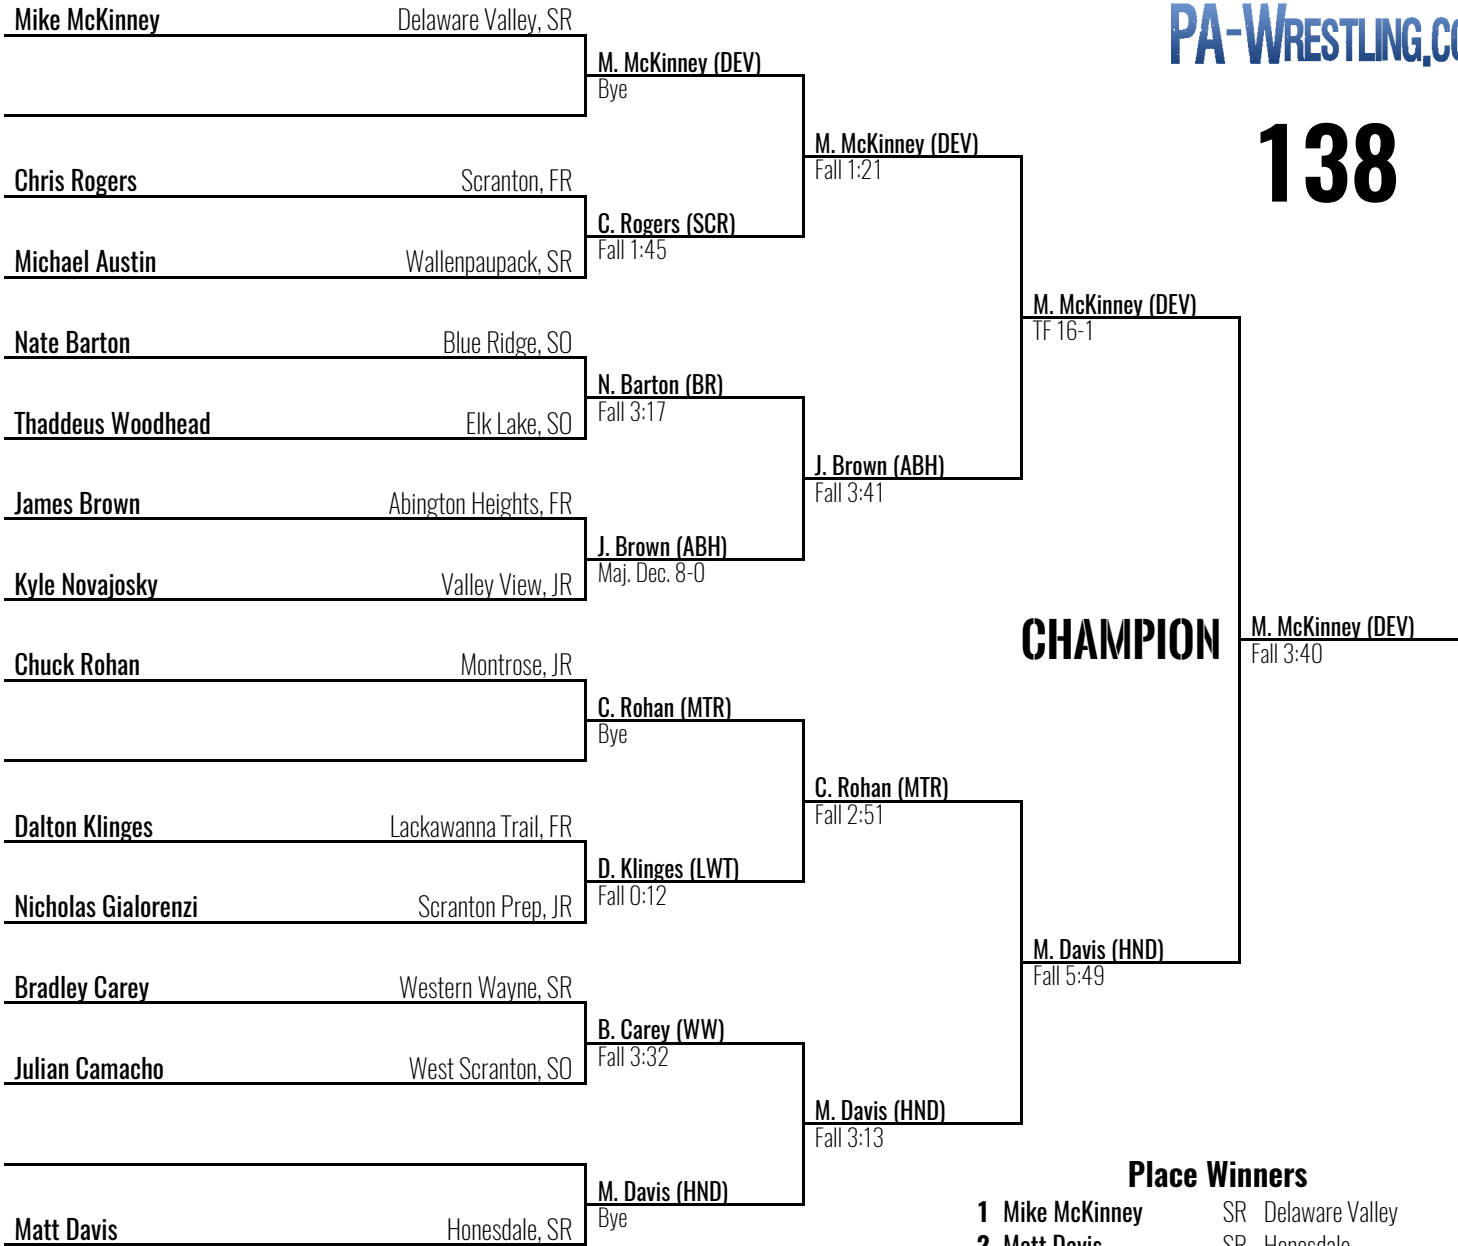 Mike McKinney Delaware Valley, SR
PA-WRESTLING.CO
M. McKinney (DEV)
Bye
138
M. McKinney (DEV)
Fall 1:21
Chris Rogers Scranton, FR
C. Rogers (SCR)
Fall 1:45
Michael Austin Wallenpaupack, SR
M. McKinney (DEV)
TF 16-1
Nate Barton Blue Ridge, SO
N. Barton (BR)
Fall 3:17
Thaddeus Woodhead Elk Lake, SO
J. Brown (ABH)
Fall 3:41
James Brown Abington Heights, FR
J. Brown (ABH)
Maj. Dec. 8-0
Kyle Novajosky Valley View, JR
CHAMPION
M. McKinney (DEV)
Fall 3:40
Chuck Rohan Montrose, JR
C. Rohan (MTR)
Bye
C. Rohan (MTR)
Fall 2:51
Dalton Klinges Lackawanna Trail, FR
D. Klinges (LWT)
Fall 0:12
Nicholas Gialorenzi Scranton Prep, JR
M. Davis (HND)
Fall 5:49
Bradley Carey Western Wayne, SR
B. Carey (WW)
Fall 3:32
Julian Camacho West Scranton, SO
M. Davis (HND)
Fall 3:13
M. Davis (HND)
Bye
Matt Davis Honesdale, SR
Place Winners
1 Mike McKinney SR Delaware Valley
2 Matt Davis SR Honesdale